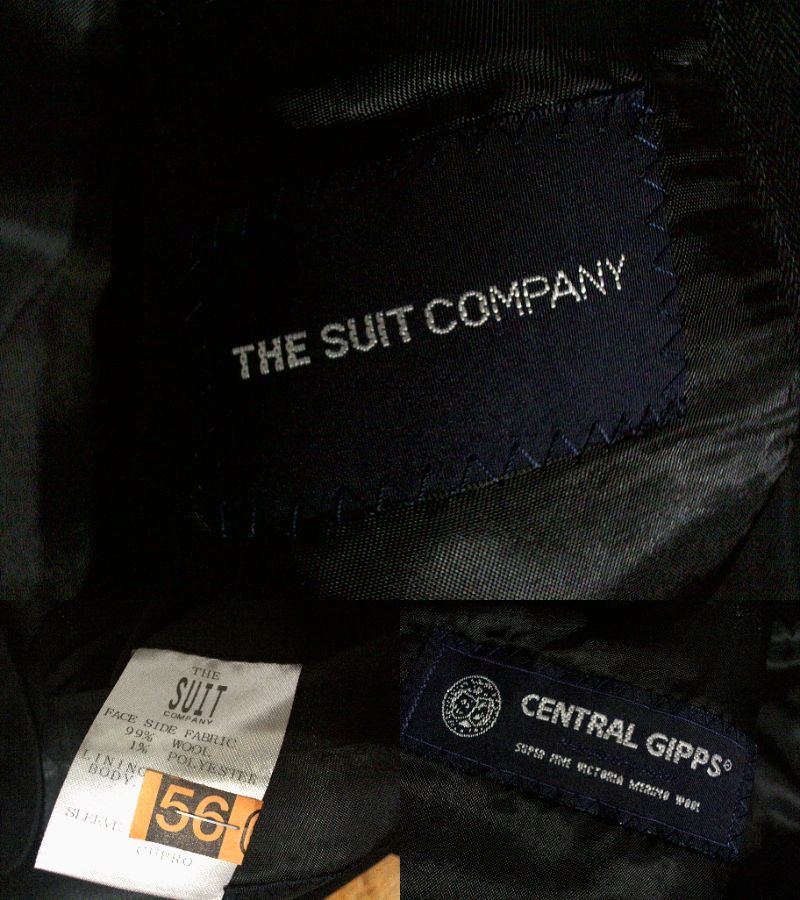 THE SUIT COMPANY
THE
SUIT
COMPANY
FACE SIDE FABRIC
99% WOOL
1% POLYESTER
LINING
BODY:
56
SLEEVE:
CUPRO
CENTRAL GIPPS®
SUPER FINE VICTORIA MERINO WOOL